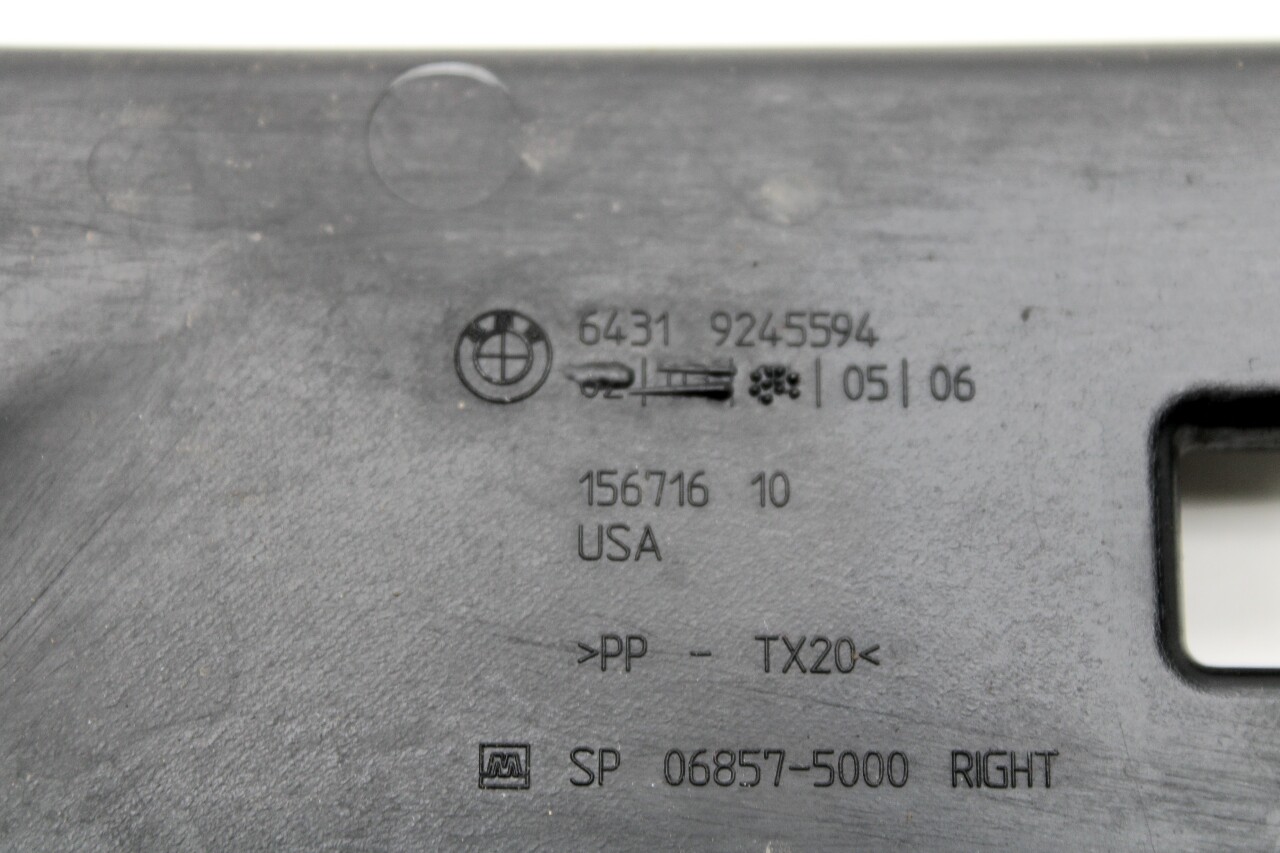 6431 9245594
| 05 | 06
156716 10
USA
>PP - TX20<
M SP 06857-5000 RIGHT